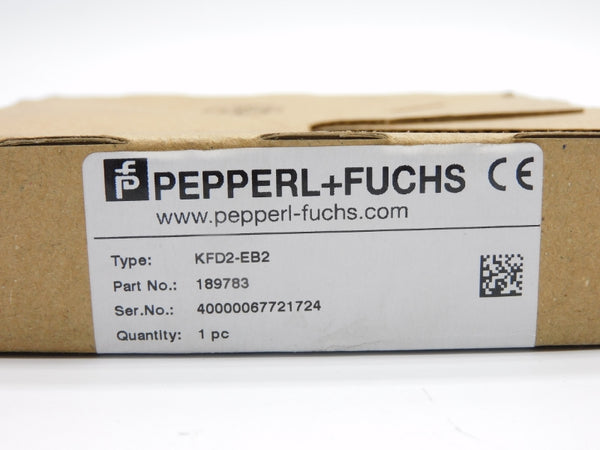 PEPPERL+FUCHS CE
www.pepperl-fuchs.com
Type: KFD2-EB2
Part No.: 189783
Ser.No.: 40000067721724
Quantity: 1 pc